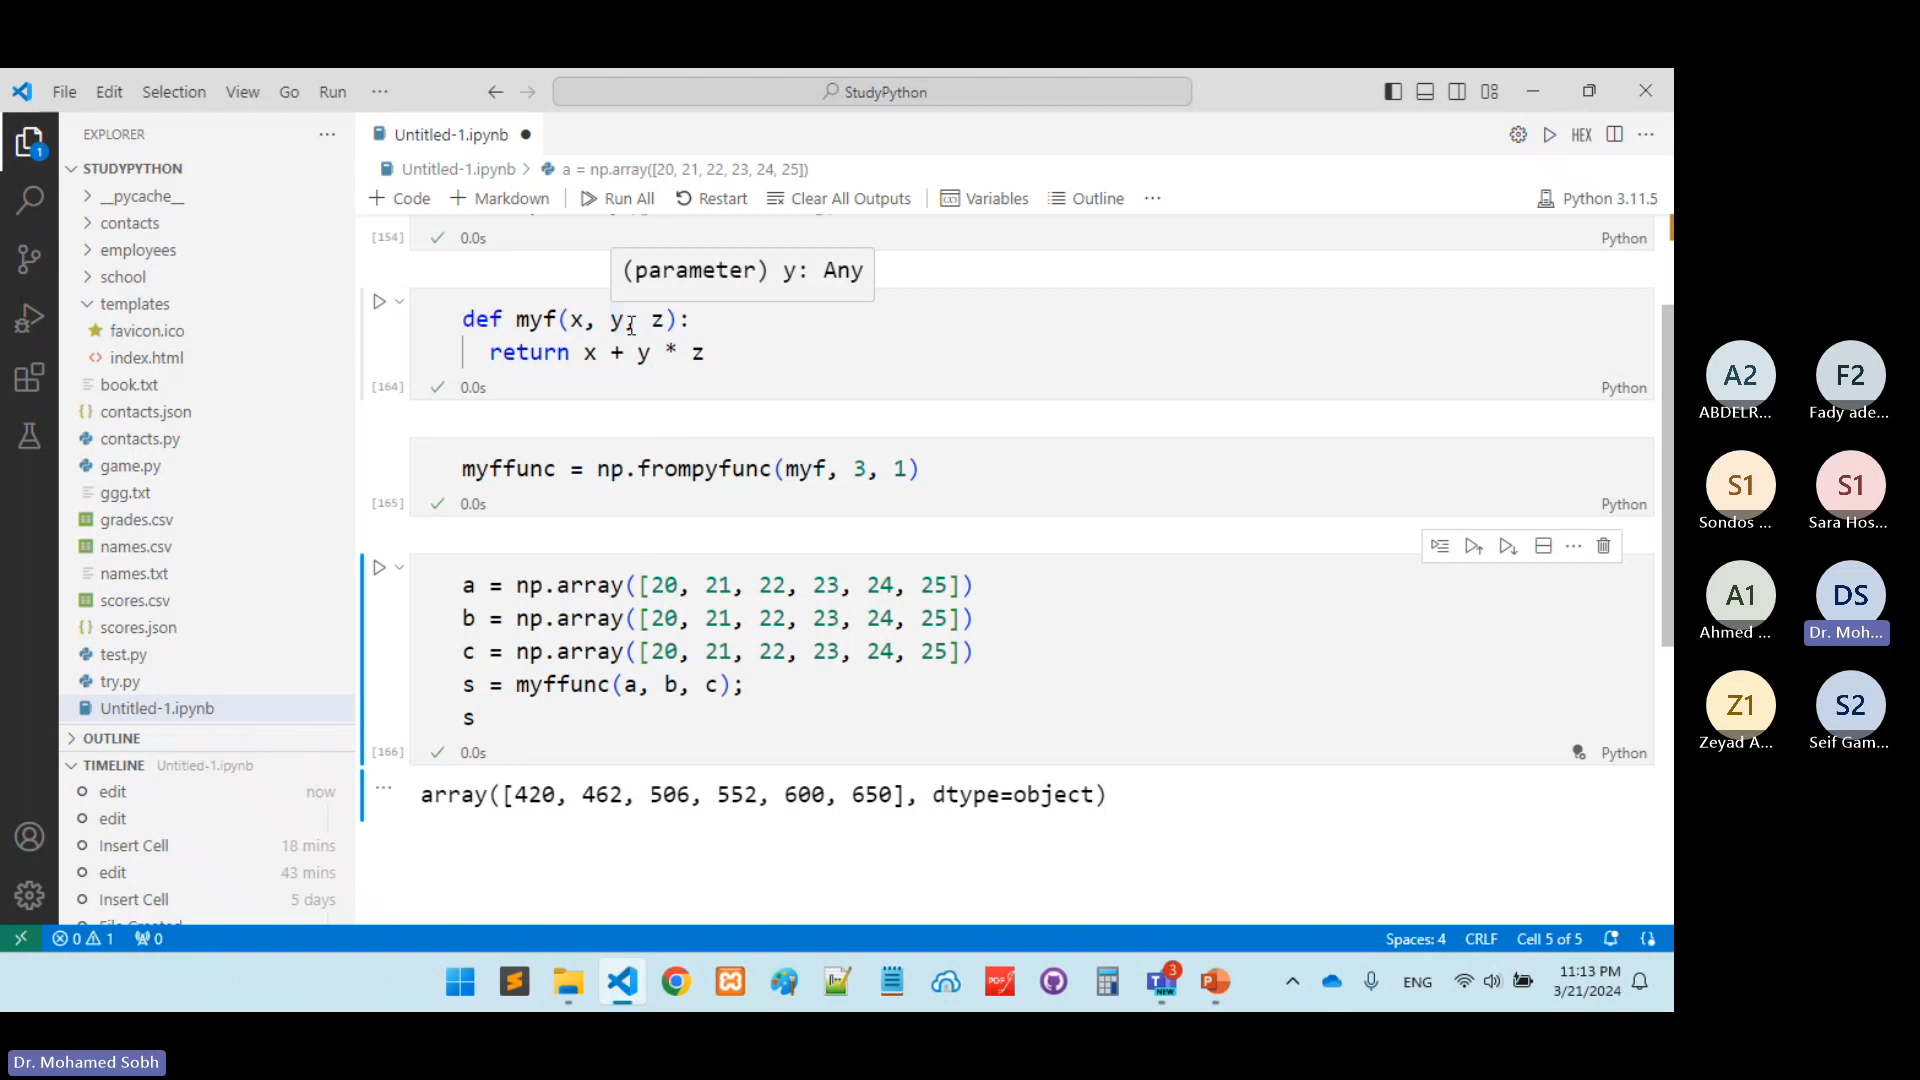 File Edit Selection View Go Run ···
StudyPython
EXPLORER
STUDYPYTHON
__pycache__
contacts
employees
school
templates
favicon.ico
index.html
book.txt
contacts.json
contacts.py
game.py
ggg.txt
grades.csv
names.csv
names.txt
scores.csv
scores.json
test.py
try.py
Untitled-1.ipynb
OUTLINE
TIMELINE Untitled-1.ipynb
edit now
edit
Insert Cell 18 mins
edit 43 mins
Insert Cell 5 days
Untitled-1.ipynb
HEX
Untitled-1.ipynb > a = np.array([20, 21, 22, 23, 24, 25])
+ Code + Markdown Run All Restart Clear All Outputs Variables Outline ···
Python 3.11.5
[154] 0.0s Python
(parameter) y: Any
def myf(x, y, z):
return x + y * z
[164] 0.0s Python
myffunc = np.frompyfunc(myf, 3, 1)
[165] 0.0s Python
a = np.array([20, 21, 22, 23, 24, 25])
b = np.array([20, 21, 22, 23, 24, 25])
c = np.array([20, 21, 22, 23, 24, 25])
s = myffunc(a, b, c);
s
[166] 0.0s Python
array([420, 462, 506, 552, 600, 650], dtype=object)
0 1 0
Spaces: 4 CRLF Cell 5 of 5
3
NEW
PDF
ENG
11:13 PM
3/21/2024
A2 F2
ABDELR... Fady ade...
S1 S1
Sondos ... Sara Hos...
A1 DS
Ahmed ... Dr. Moh...
Z1 S2
Zeyad A... Seif Gam...
Dr. Mohamed Sobh